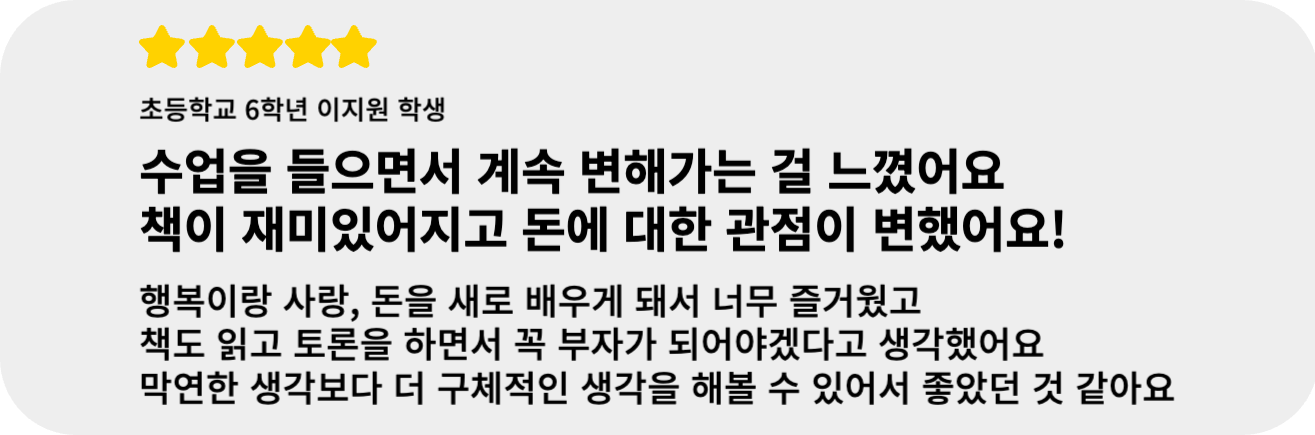 초등학교 6학년 이지원 학생
수업을 들으면서 계속 변해가는 걸 느꼈어요
책이 재미있어지고 돈에 대한 관점이 변했어요!
행복이랑 사랑, 돈을 새로 배우게 돼서 너무 즐거웠고
책도 읽고 토론을 하면서 꼭 부자가 되어야겠다고 생각했어요
막연한 생각보다 더 구체적인 생각을 해볼 수 있어서 좋았던 것 같아요